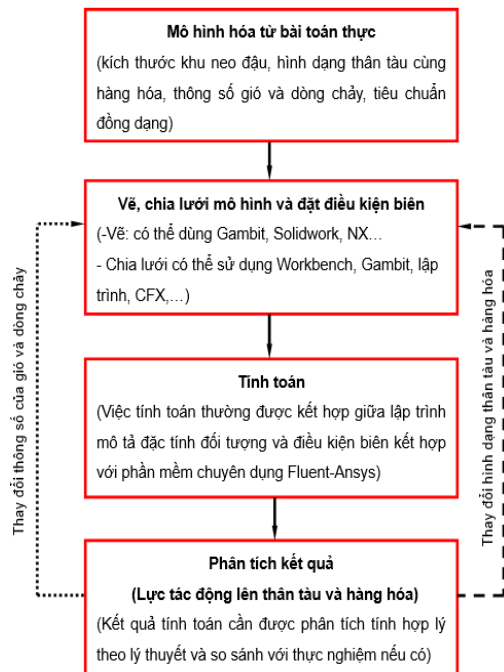 Mô hình hóa từ bài toán thực
(kích thước khu neo đậu, hình dạng thân tàu cùng
hàng hóa, thông số gió và dòng chảy, tiêu chuẩn
đồng dạng)
Vẽ, chia lưới mô hình và đặt điều kiện biên
(-Vẽ: có thể dùng Gambit, Solidwork, NX…
- Chia lưới có thể sử dụng Workbench, Gambit, lập
trình, CFX,…)
Thay đổi thông số của gió và dòng chảy
Thay đổi hình dạng thân tàu và hàng hóa
Tính toán
(Việc tính toán thường được kết hợp giữa lập trình
mô tả đặc tính đối tượng và điều kiện biên kết hợp
với phần mềm chuyên dụng Fluent-Ansys)
Phân tích kết quả
(Lực tác động lên thân tàu và hàng hóa)
(Kết quả tính toán cần được phân tích tính hợp lý
theo lý thuyết và so sánh với thực nghiệm nếu có)